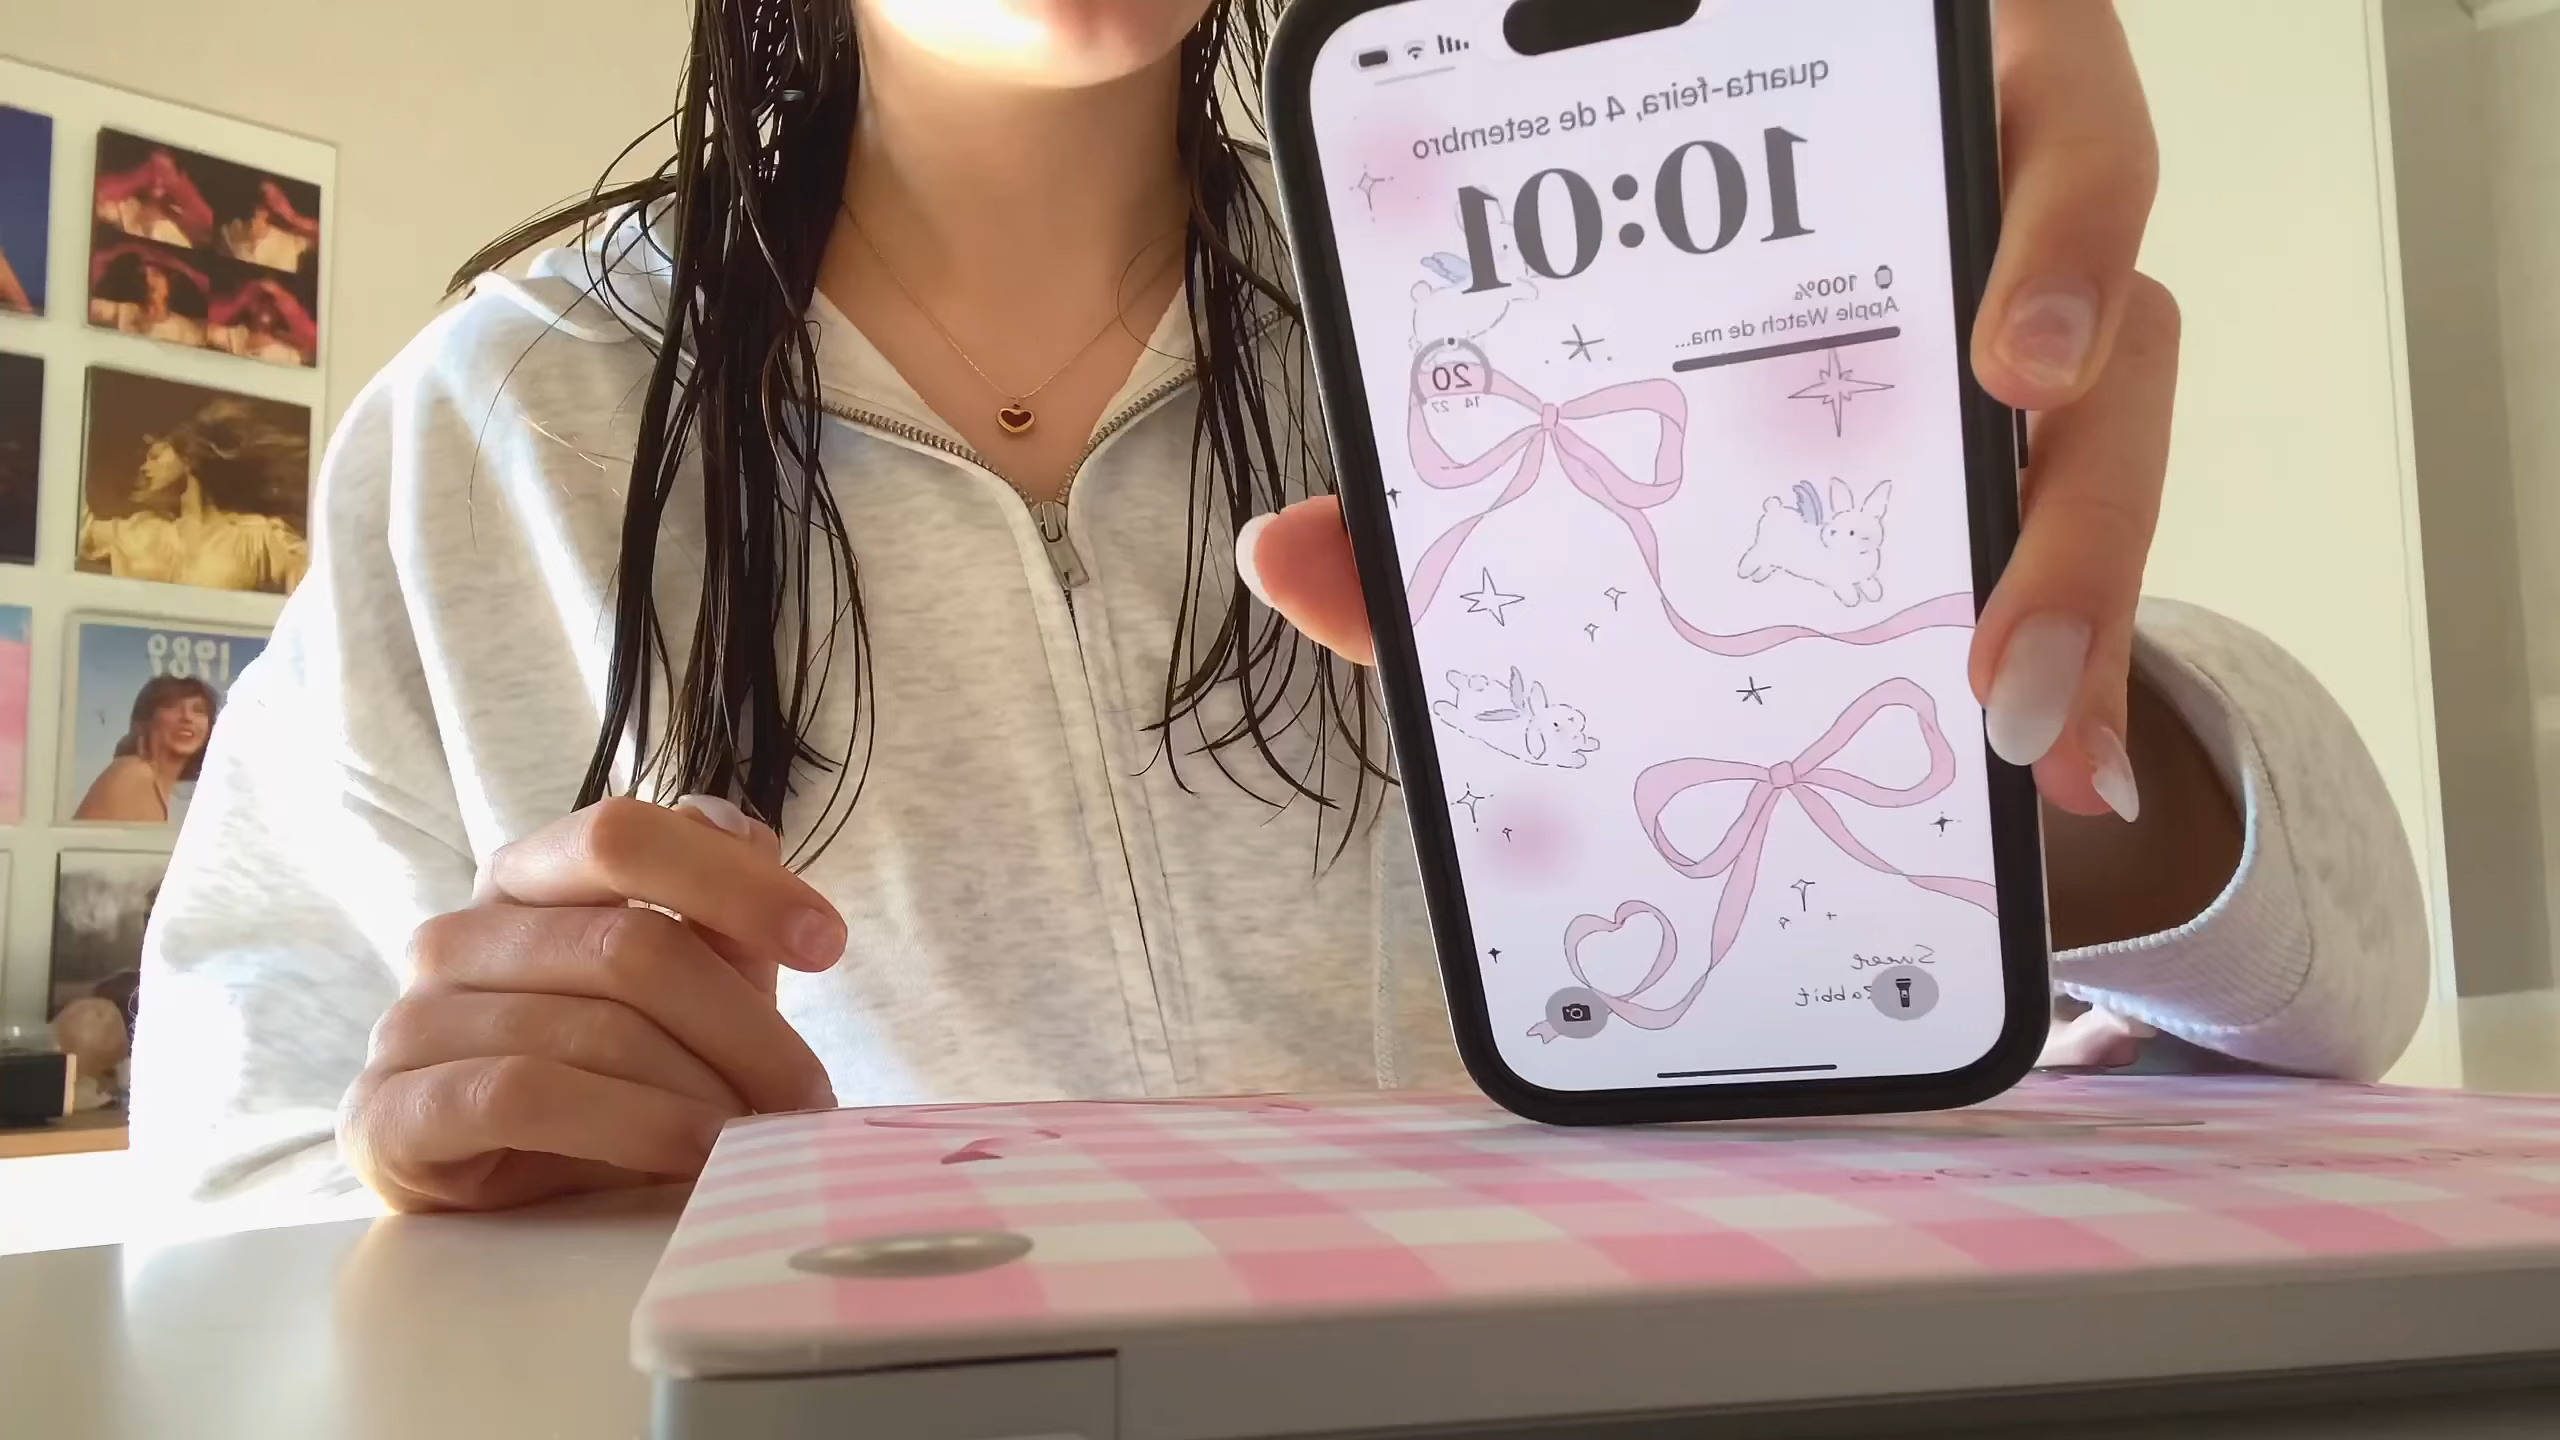 quarta-feira, 4 de setembro
10:01
100%
Apple Watch de ma...
20
14 27
1989
Sweet
Rabbit